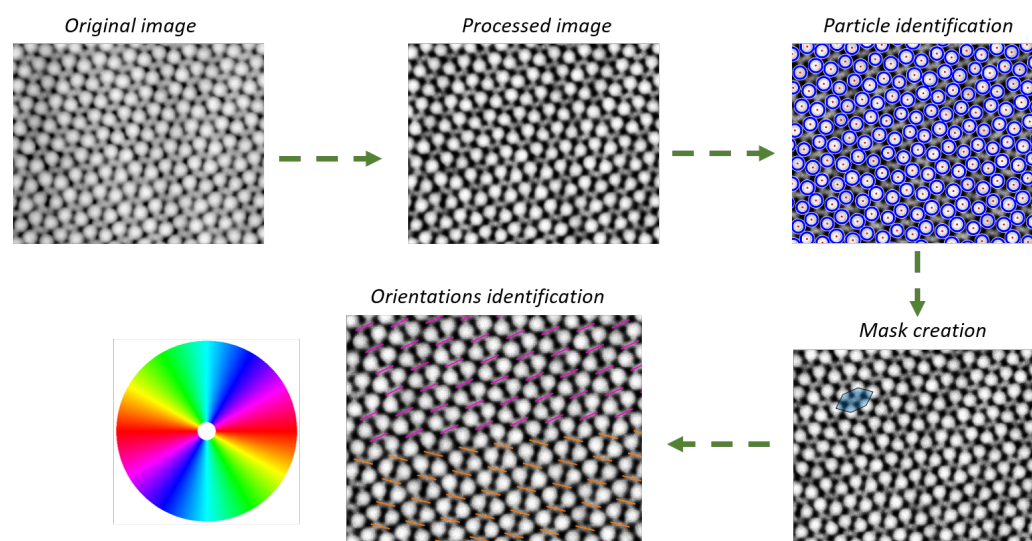 Original image
Processed image
Particle identification
Orientations identification
Mask creation